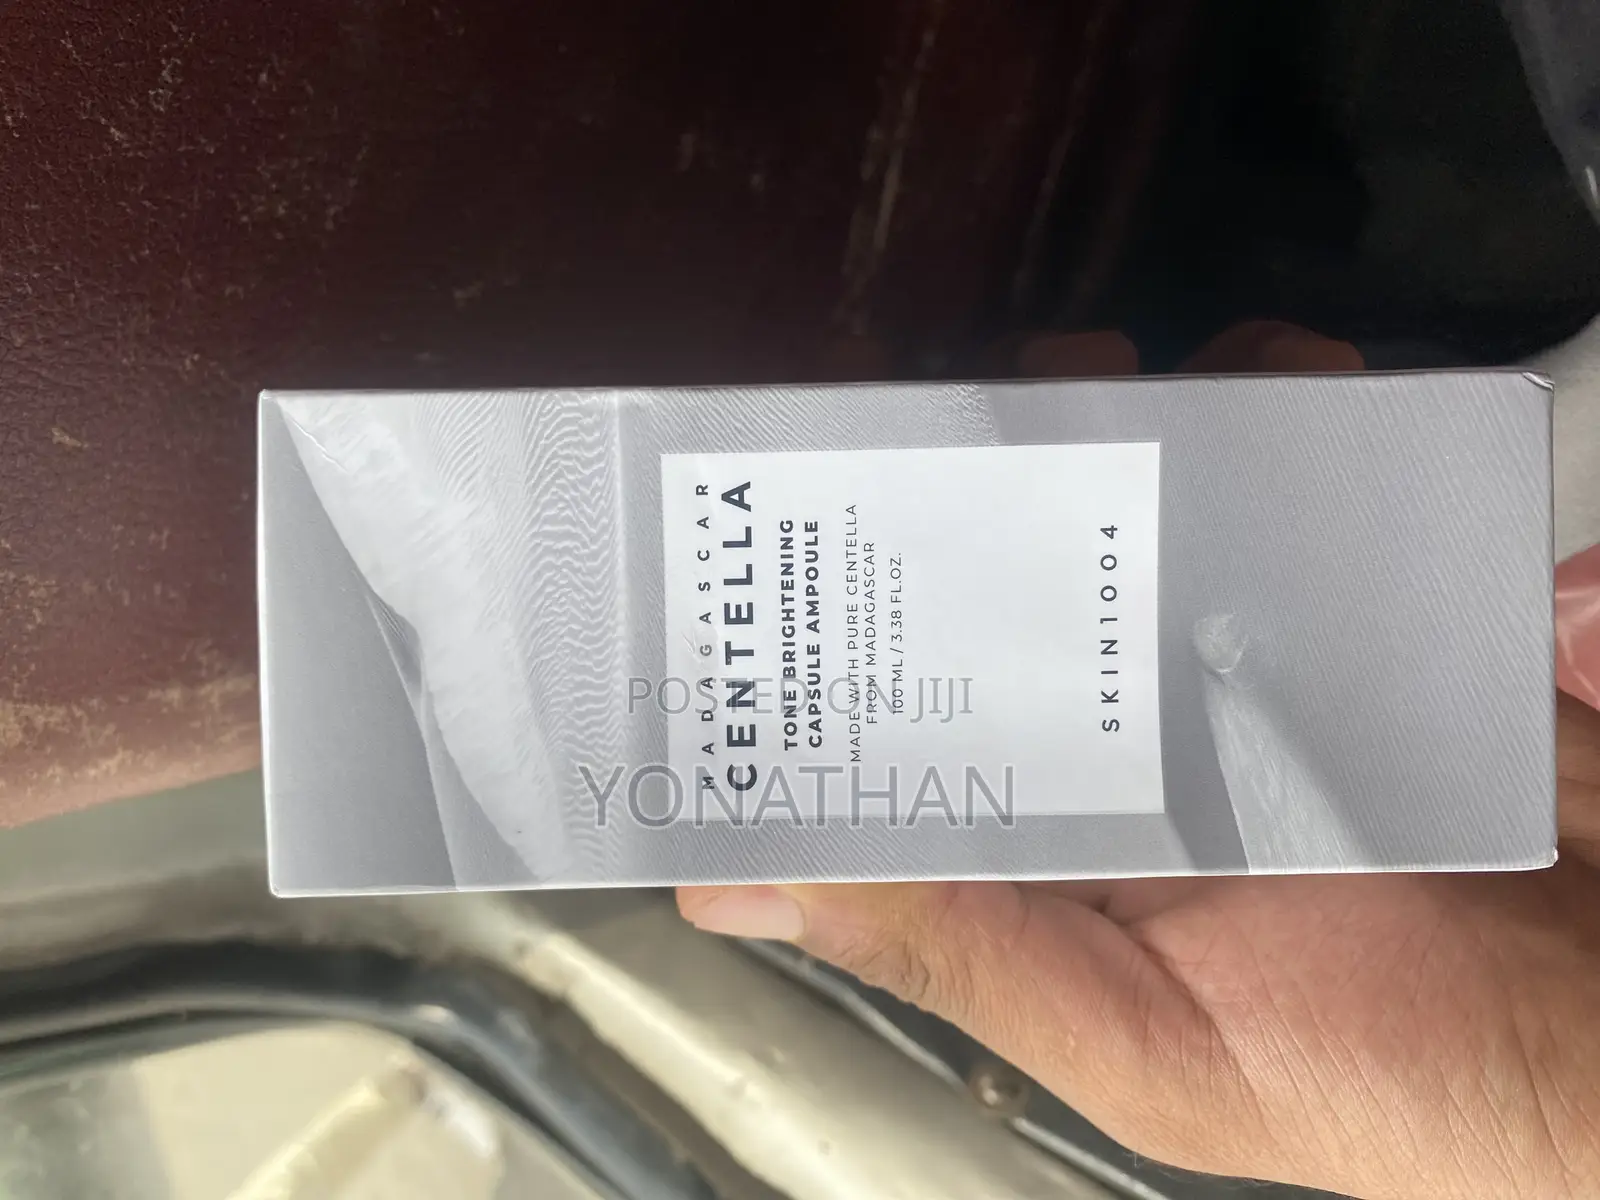 MADAGASCAR
CENTELLA
TONE BRIGHTENING
CAPSULE AMPOULE
MADE WITH PURE CENTELLA
FROM MADAGASCAR
100 ML / 3.38 FL.OZ.
SKIN1004
POSTED ON JIJI
YONATHAN